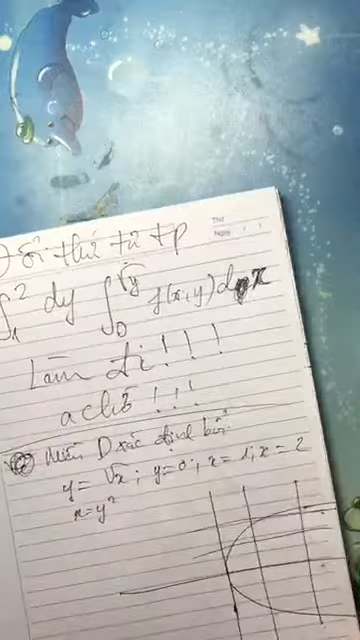 Thứ
Ngày
Đổi thứ tự tp
∫₁² dy ∫₀^√y f(x,y) dx
Làm đi!!!
Miền D xác định bởi
y = √x ; y = 0 ; x = 1 ; x = 2
x = y²